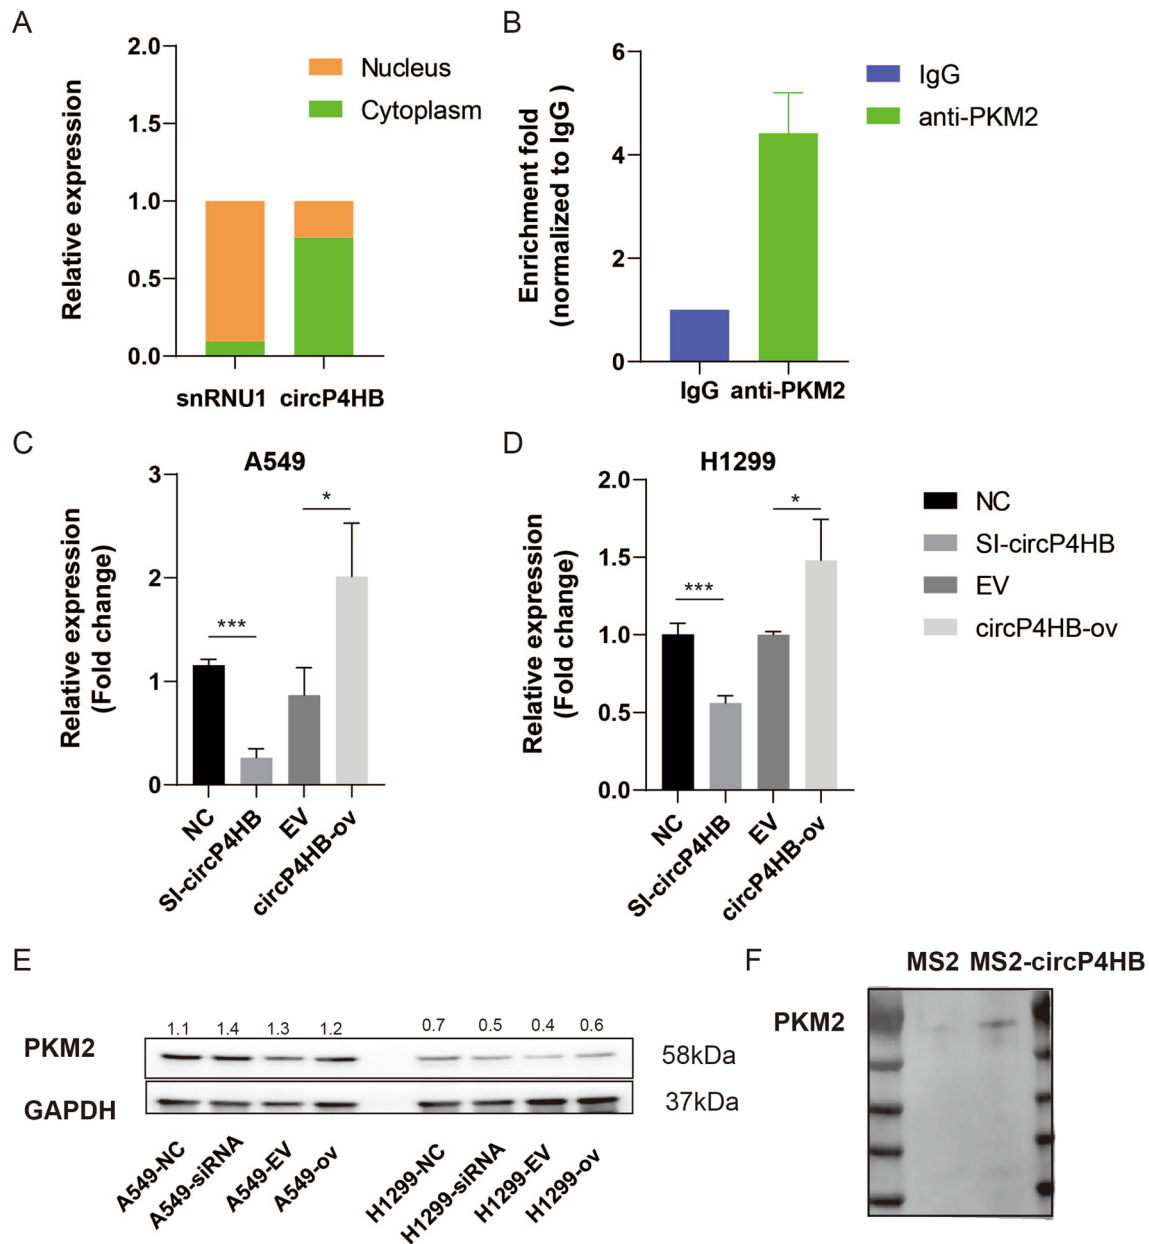 A
2.0
1.5
1.0
0.5
0.0
Relative expression
Nucleus
Cytoplasm
snRNU1 circP4HB
B
6
4
2
0
Enrichment fold
(normalized to IgG )
IgG
anti-PKM2
IgG anti-PKM2
C
A549
3
2
1
0
Relative expression
(Fold change)
***
*
NC
SI-circP4HB
EV
circP4HB-ov
D
H1299
2.0
1.5
1.0
0.5
0.0
Relative expression
(Fold change)
***
*
NC
SI-circP4HB
EV
circP4HB-ov
NC
SI-circP4HB
EV
circP4HB-ov
E
1.1 1.4 1.3 1.2 0.7 0.5 0.4 0.6
PKM2
58kDa
GAPDH
37kDa
A549-NC
A549-siRNA
A549-EV
A549-ov
H1299-NC
H1299-siRNA
H1299-EV
H1299-ov
F
MS2 MS2-circP4HB
PKM2